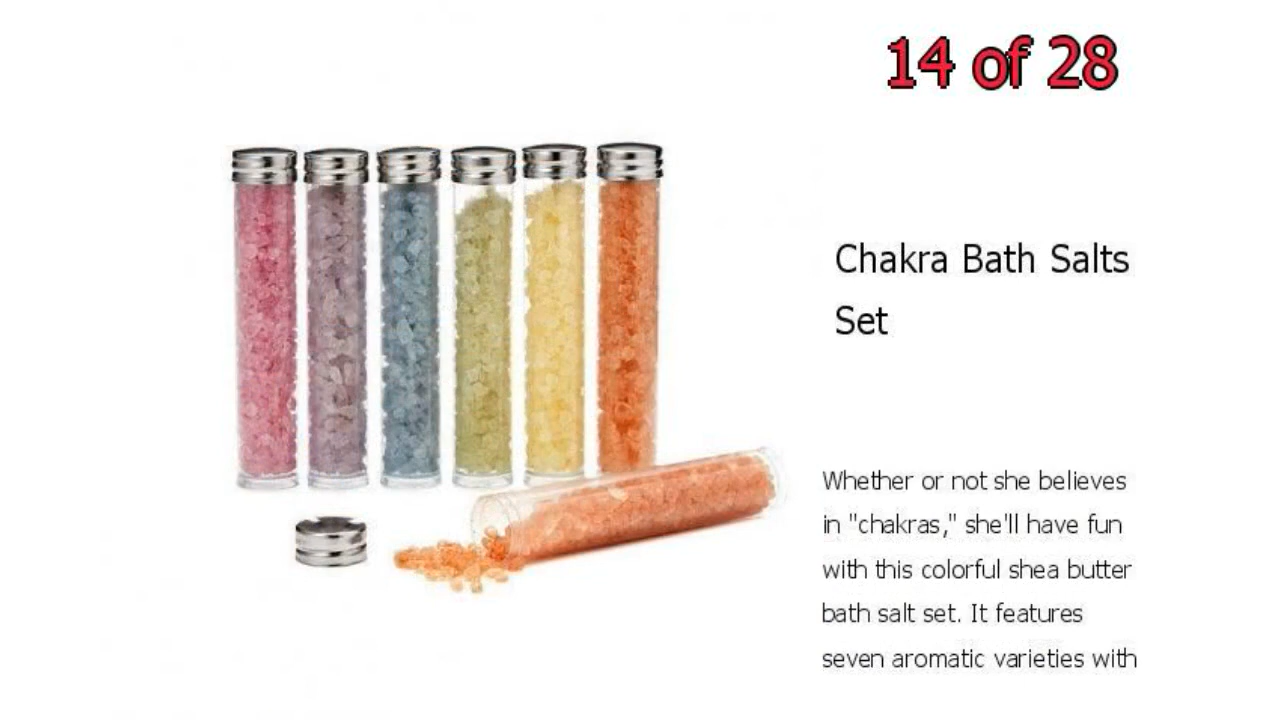 14 of 28
Chakra Bath Salts
Set
Whether or not she believes
in "chakras," she'll have fun
with this colorful shea butter
bath salt set. It features
seven aromatic varieties with